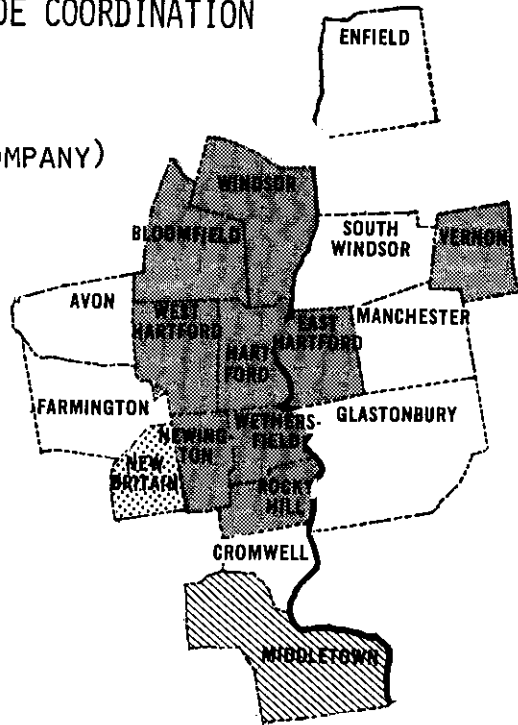 DE COORDINATION
ENFIELD
OMPANY)
WINDSOR
BLOOMFIELD
SOUTH
WINDSOR
VERNON
AVON
WEST
HARTFORD
HART
FORD
EAST
HARTFORD
MANCHESTER
FARMINGTON
NEWING-
TON
WETHERS-
FIELD
GLASTONBURY
NEW
BRITAIN
ROCKY
HILL
CROMWELL
MIDDLETOWN